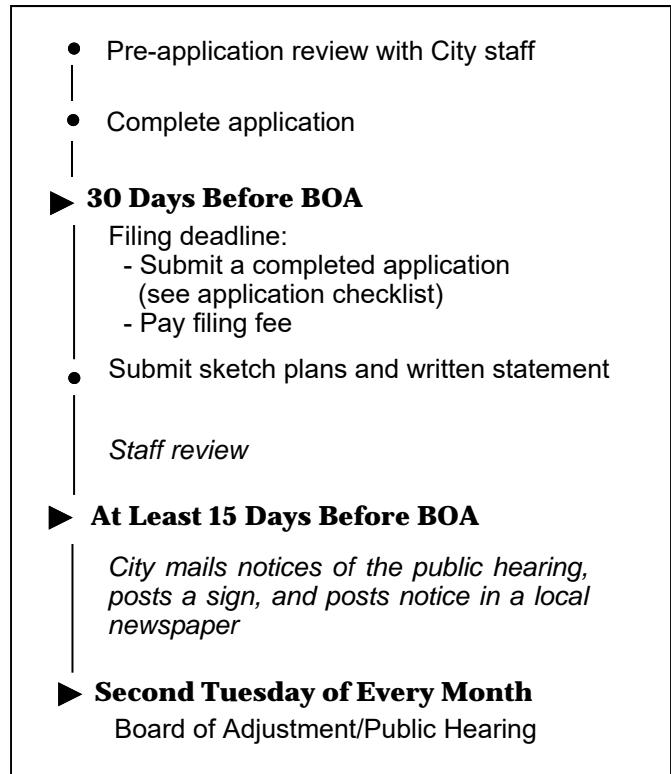 Pre-application review with City staff
Complete application
30 Days Before BOA
Filing deadline:
- Submit a completed application
(see application checklist)
- Pay filing fee
Submit sketch plans and written statement
Staff review
At Least 15 Days Before BOA
City mails notices of the public hearing,
posts a sign, and posts notice in a local
newspaper
Second Tuesday of Every Month
Board of Adjustment/Public Hearing